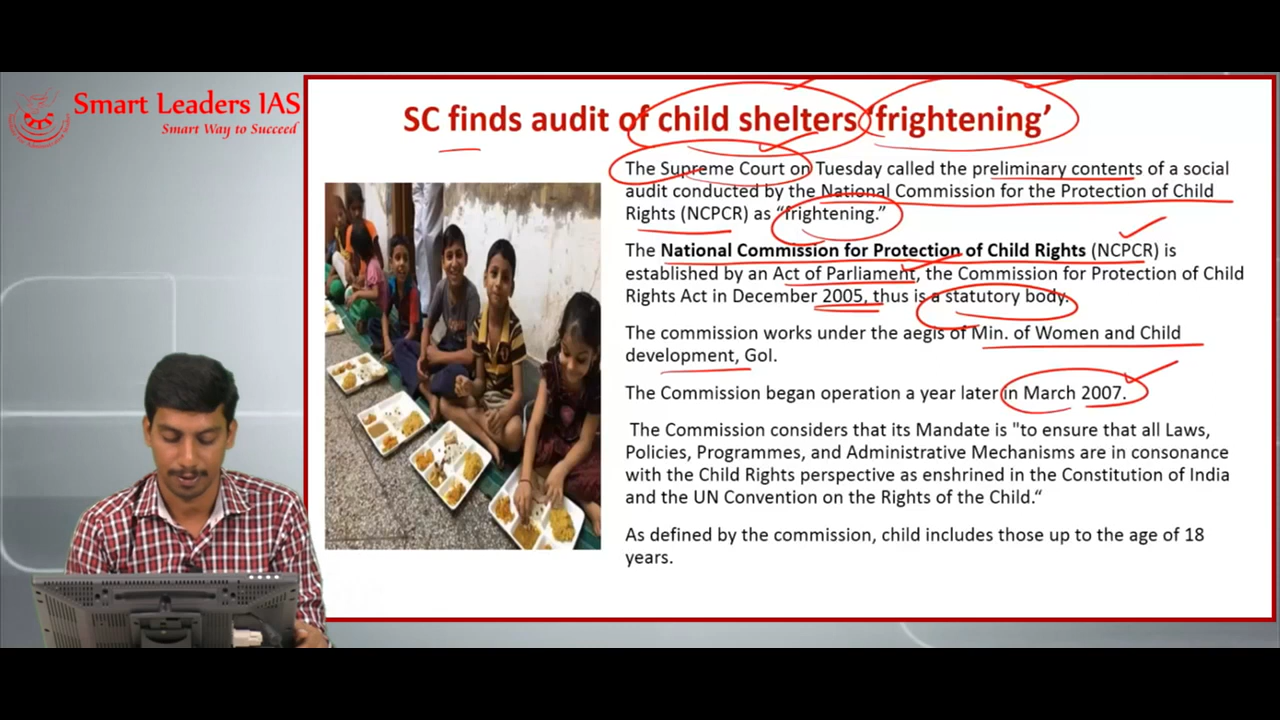 Smart Leaders IAS
Smart Way to Succeed
SC finds audit of child shelters ‘frightening’
The Supreme Court on Tuesday called the preliminary contents of a social
audit conducted by the National Commission for the Protection of Child
Rights (NCPCR) as “frightening.”
The National Commission for Protection of Child Rights (NCPCR) is
established by an Act of Parliament, the Commission for Protection of Child
Rights Act in December 2005, thus is a statutory body.
The commission works under the aegis of Min. of Women and Child
development, GoI.
The Commission began operation a year later in March 2007.
The Commission considers that its Mandate is "to ensure that all Laws,
Policies, Programmes, and Administrative Mechanisms are in consonance
with the Child Rights perspective as enshrined in the Constitution of India
and the UN Convention on the Rights of the Child.“
As defined by the commission, child includes those up to the age of 18
years.